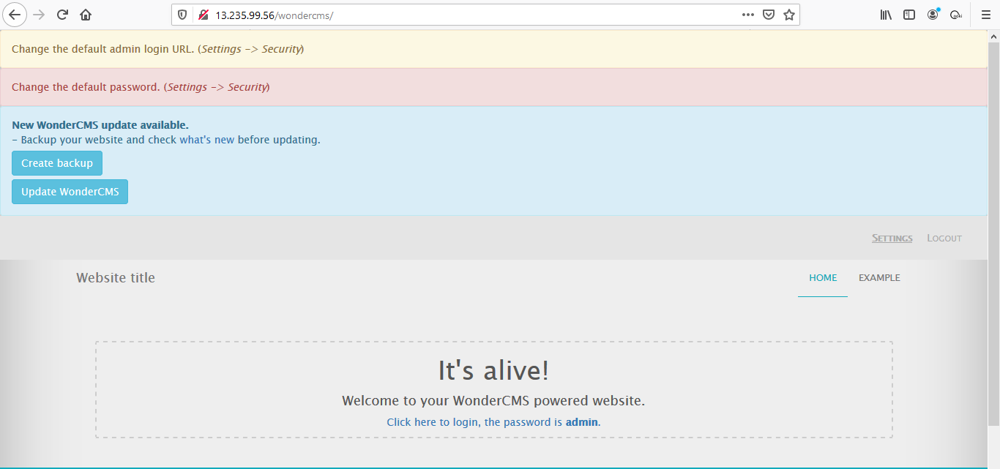 13.235.99.56/wondercms/
Change the default admin login URL. (Settings -> Security)
Change the default password. (Settings -> Security)
New WonderCMS update available.
- Backup your website and check what's new before updating.
Create backup
Update WonderCMS
Settings Logout
Website title HOME EXAMPLE
It's alive!
Welcome to your WonderCMS powered website.
Click here to login, the password is admin.